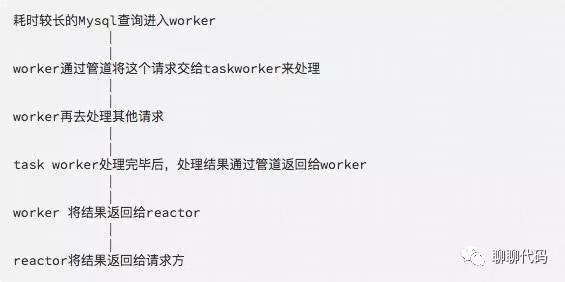 耗时较长的Mysql查询进入worker
worker通过管道将这个请求交给taskworker来处理
worker再去处理其他请求
task worker处理完毕后，处理结果通过管道返回给worker
worker 将结果返回给reactor
reactor将结果返回给请求方
聊聊代码